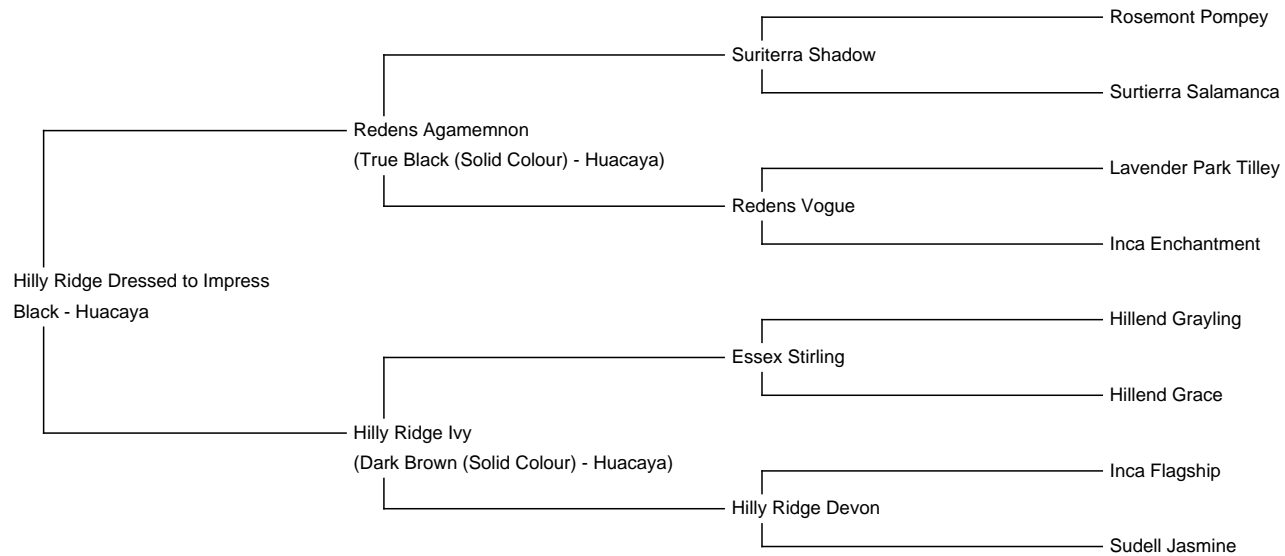 Rosemont Pompey
Suriterra Shadow
Surtierra Salamanca
Redens Agamemnon
(True Black (Solid Colour) - Huacaya)
Lavender Park Tilley
Redens Vogue
Inca Enchantment
Hilly Ridge Dressed to Impress
Black - Huacaya
Hillend Grayling
Essex Stirling
Hillend Grace
Hilly Ridge Ivy
(Dark Brown (Solid Colour) - Huacaya)
Inca Flagship
Hilly Ridge Devon
Sudell Jasmine